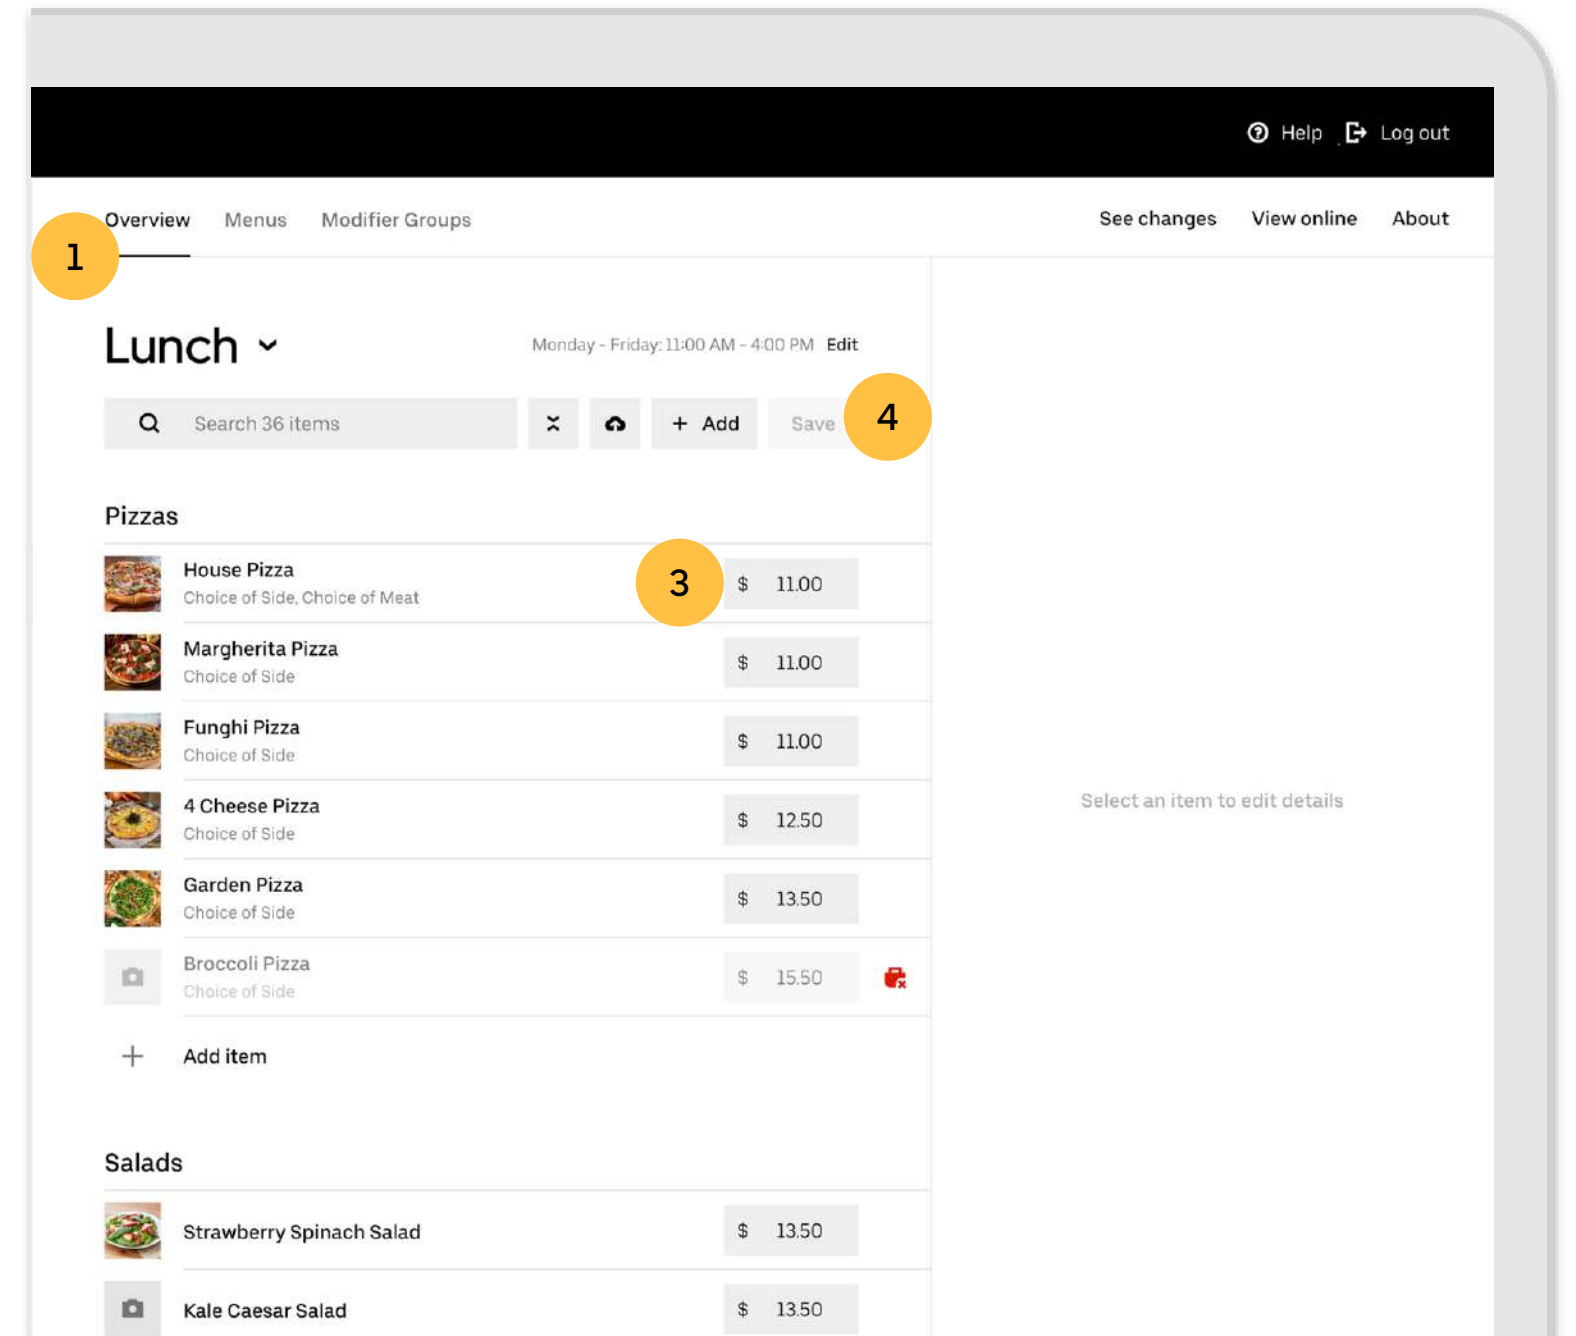 Help Log out
Overview Menus Modifier Groups See changes View online About
1
Lunch Monday - Friday: 11:00 AM - 4:00 PM Edit
Search 36 items + Add Save 4
Pizzas
House Pizza
Choice of Side, Choice of Meat
3 $ 11.00
Margherita Pizza
Choice of Side
$ 11.00
Funghi Pizza
Choice of Side
$ 11.00
4 Cheese Pizza
Choice of Side
$ 12.50
Garden Pizza
Choice of Side
$ 13.50
Broccoli Pizza
Choice of Side
$ 15.50
+ Add item
Salads
Strawberry Spinach Salad $ 13.50
Kale Caesar Salad $ 13.50
Select an item to edit details